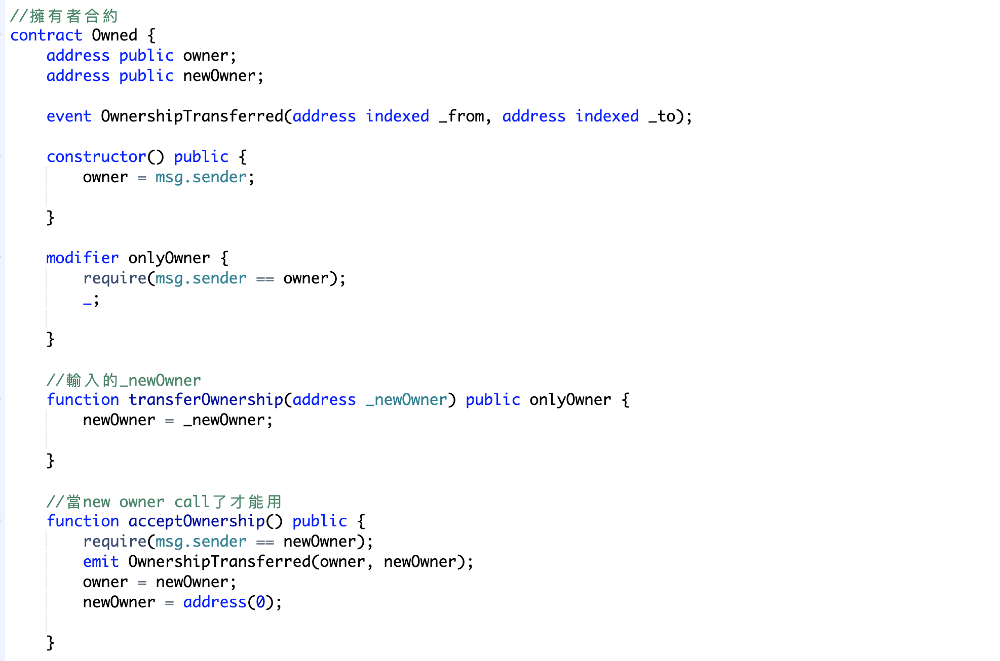 //擁有者合約
contract Owned {
    address public owner;
    address public newOwner;

    event OwnershipTransferred(address indexed _from, address indexed _to);

    constructor() public {
        owner = msg.sender;

    }

    modifier onlyOwner {
        require(msg.sender == owner);
        _;

    }

    //輸入的_newOwner
    function transferOwnership(address _newOwner) public onlyOwner {
        newOwner = _newOwner;

    }

    //當new owner call了才能用
    function acceptOwnership() public {
        require(msg.sender == newOwner);
        emit OwnershipTransferred(owner, newOwner);
        owner = newOwner;
        newOwner = address(0);

    }